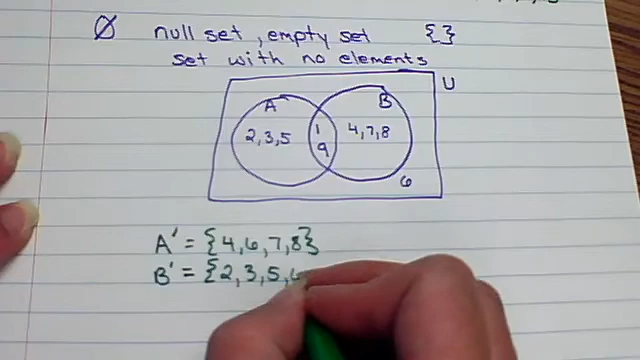 ∅ null set, empty set { }
set with no elements
U
A B
2,3,5 1 4,7,8
9
6
A' = {4,6,7,8}
B' = {2,3,5,6